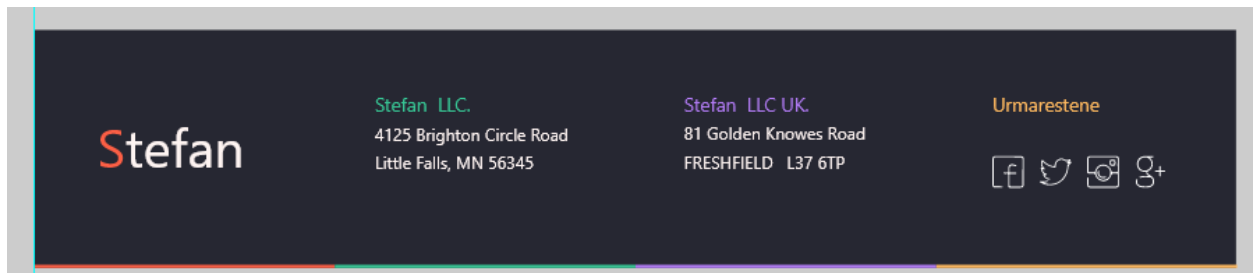 Stefan
Stefan LLC.
4125 Brighton Circle Road
Little Falls, MN 56345
Stefan LLC UK.
81 Golden Knowes Road
FRESHFIELD L37 6TP
Urmarestene
f
g+